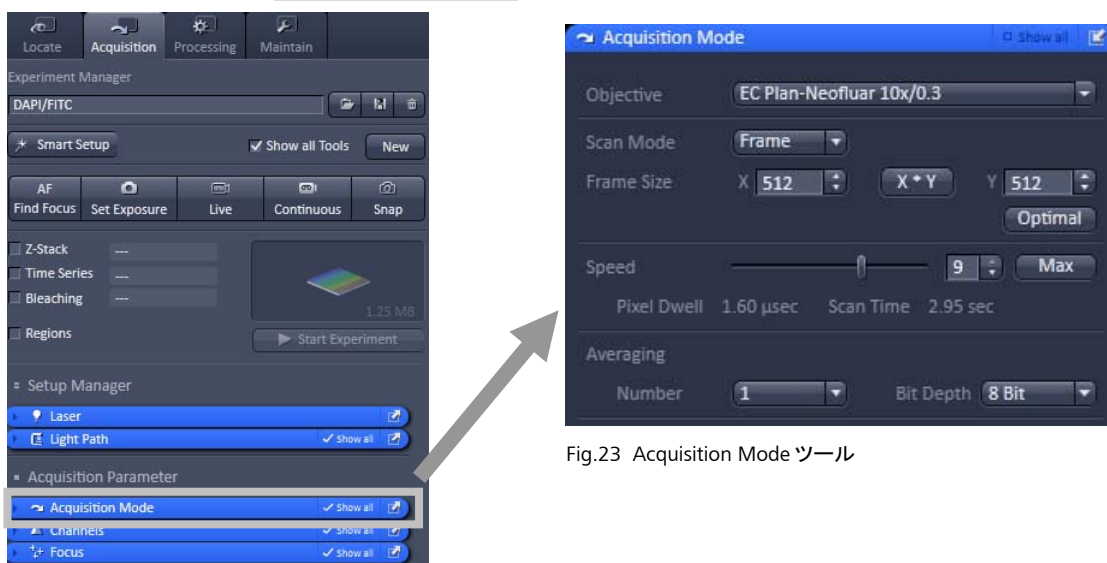 Locate Acquisition Processing Maintain
Experiment Manager
DAPI/FITC
Smart Setup Show all Tools New
AF
Find Focus Set Exposure Live Continuous Snap
Z-Stack ---
Time Series ---
Bleaching ---
1.25 MB
Regions
Start Experiment
Setup Manager
Laser
Light Path Show all
Acquisition Parameter
Acquisition Mode Show all
Channels Show all
Focus Show all
Acquisition Mode Show all
Objective EC Plan-Neofluar 10x/0.3
Scan Mode Frame
Frame Size X 512 X * Y Y 512
Optimal
Speed 9 Max
Pixel Dwell 1.60 µsec Scan Time 2.95 sec
Averaging
Number 1 Bit Depth 8 Bit
Fig.23 Acquisition Mode ツール